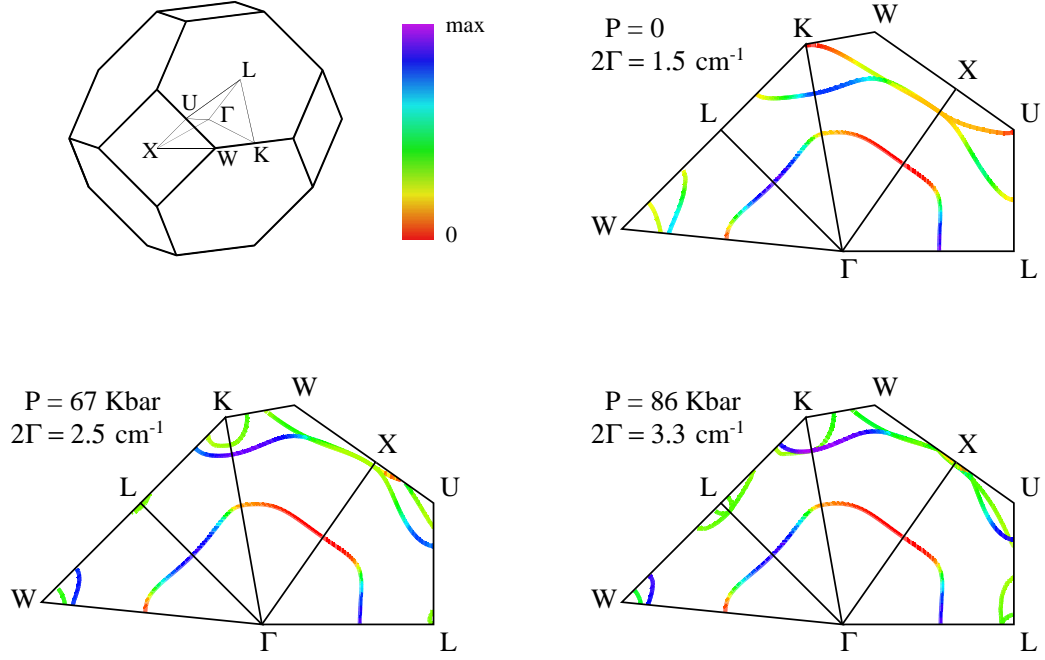 max
0
L
U
Γ
X
W
K
P = 0
2Γ = 1.5 cm-1
K
W
X
L
U
W
Γ
L
P = 67 Kbar
2Γ = 2.5 cm-1
K
W
X
L
U
W
Γ
L
P = 86 Kbar
2Γ = 3.3 cm-1
K
W
X
L
U
W
Γ
L